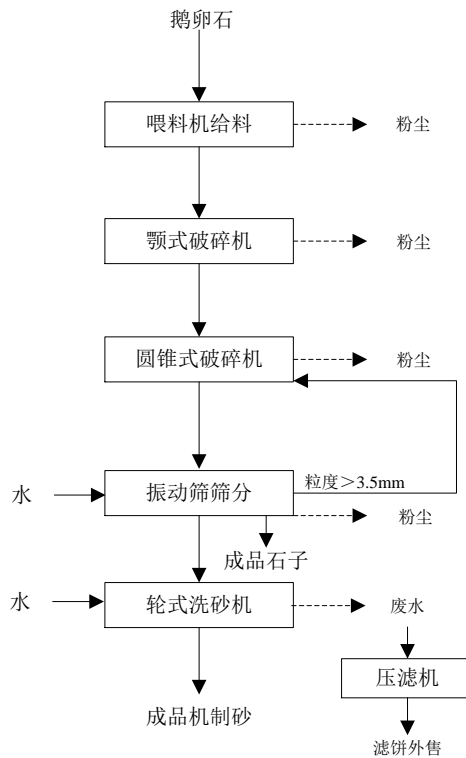 鹅卵石
喂料机给料
粉尘
颚式破碎机
粉尘
圆锥式破碎机
粉尘
水
振动筛筛分
粒度＞3.5mm
粉尘
成品石子
水
轮式洗砂机
废水
压滤机
成品机制砂
滤饼外售